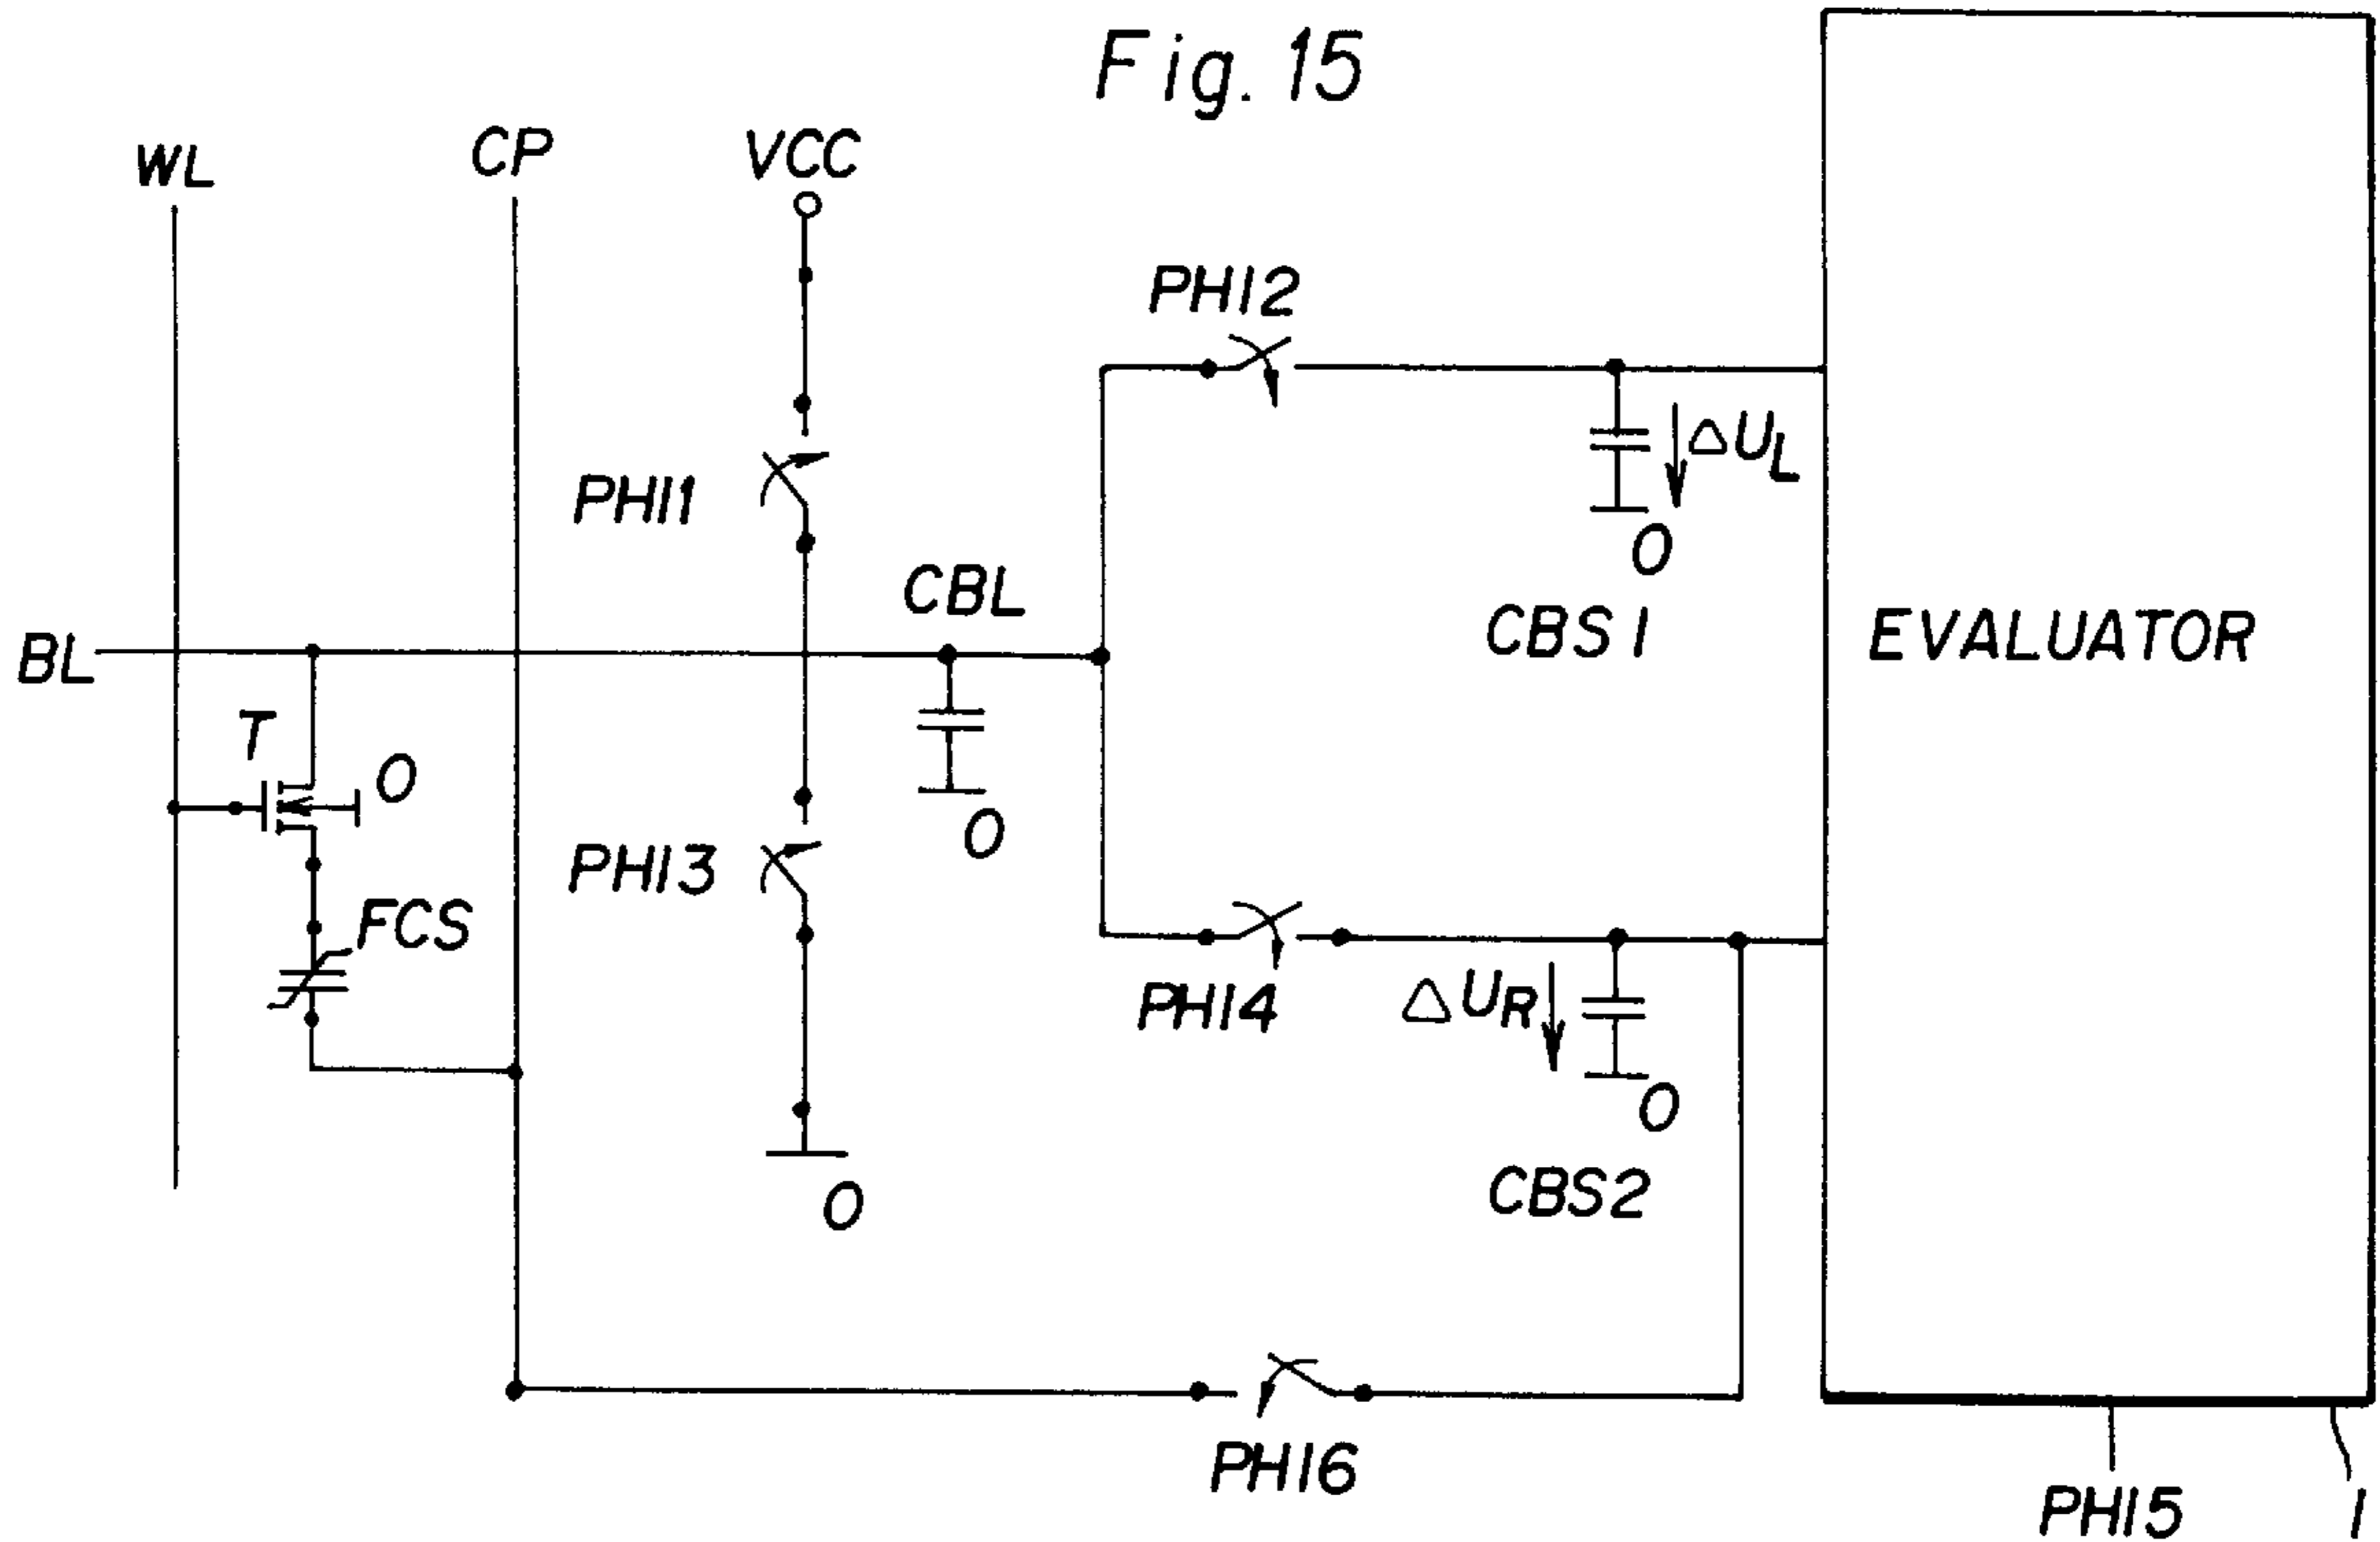 Fig. 15
WL
CP
VCC
PHI2
ΔUL
PHI1
0
CBL
CBS1
EVALUATOR
BL
T
0
0
PHI3
FCS
PHI4
ΔUR
0
CBS2
0
PHI6
PHI5
1